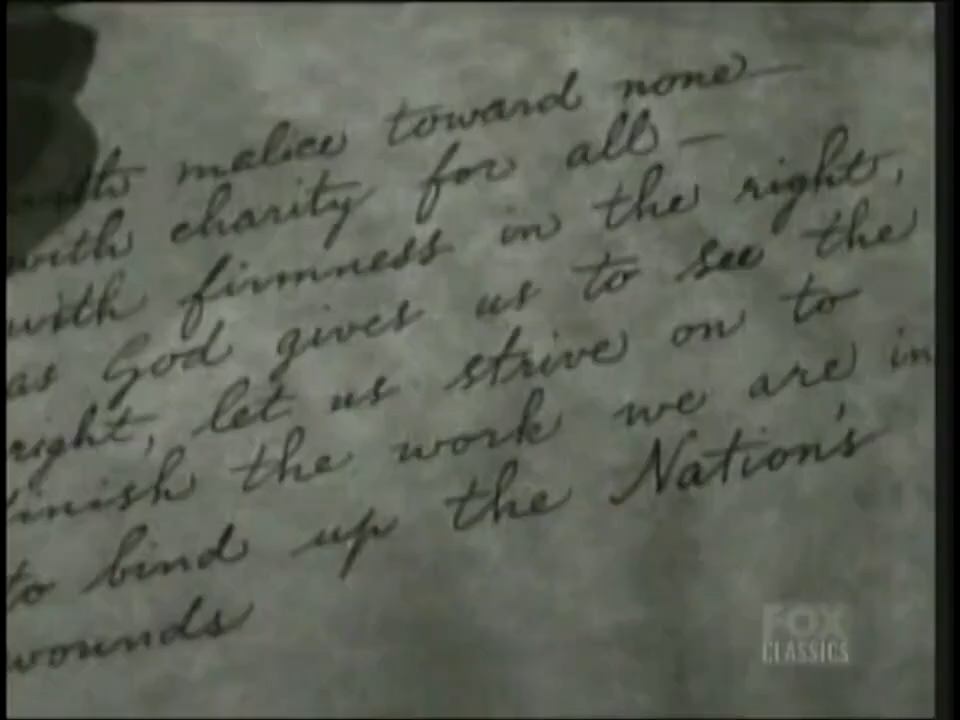 with malice toward none—
with charity for all—
with firmness in the right,
as God gives us to see the
right, let us strive on to
finish the work we are in
to bind up the Nation's
wounds
FOX
CLASSICS